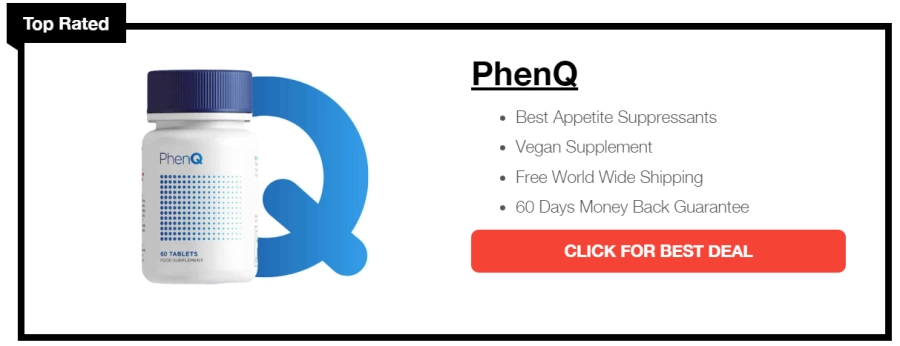 Top Rated
PhenQ
Best Appetite Suppressants
Vegan Supplement
Free World Wide Shipping
60 Days Money Back Guarantee
CLICK FOR BEST DEAL
PhenQ
60 TABLETS
FOOD SUPPLEMENT